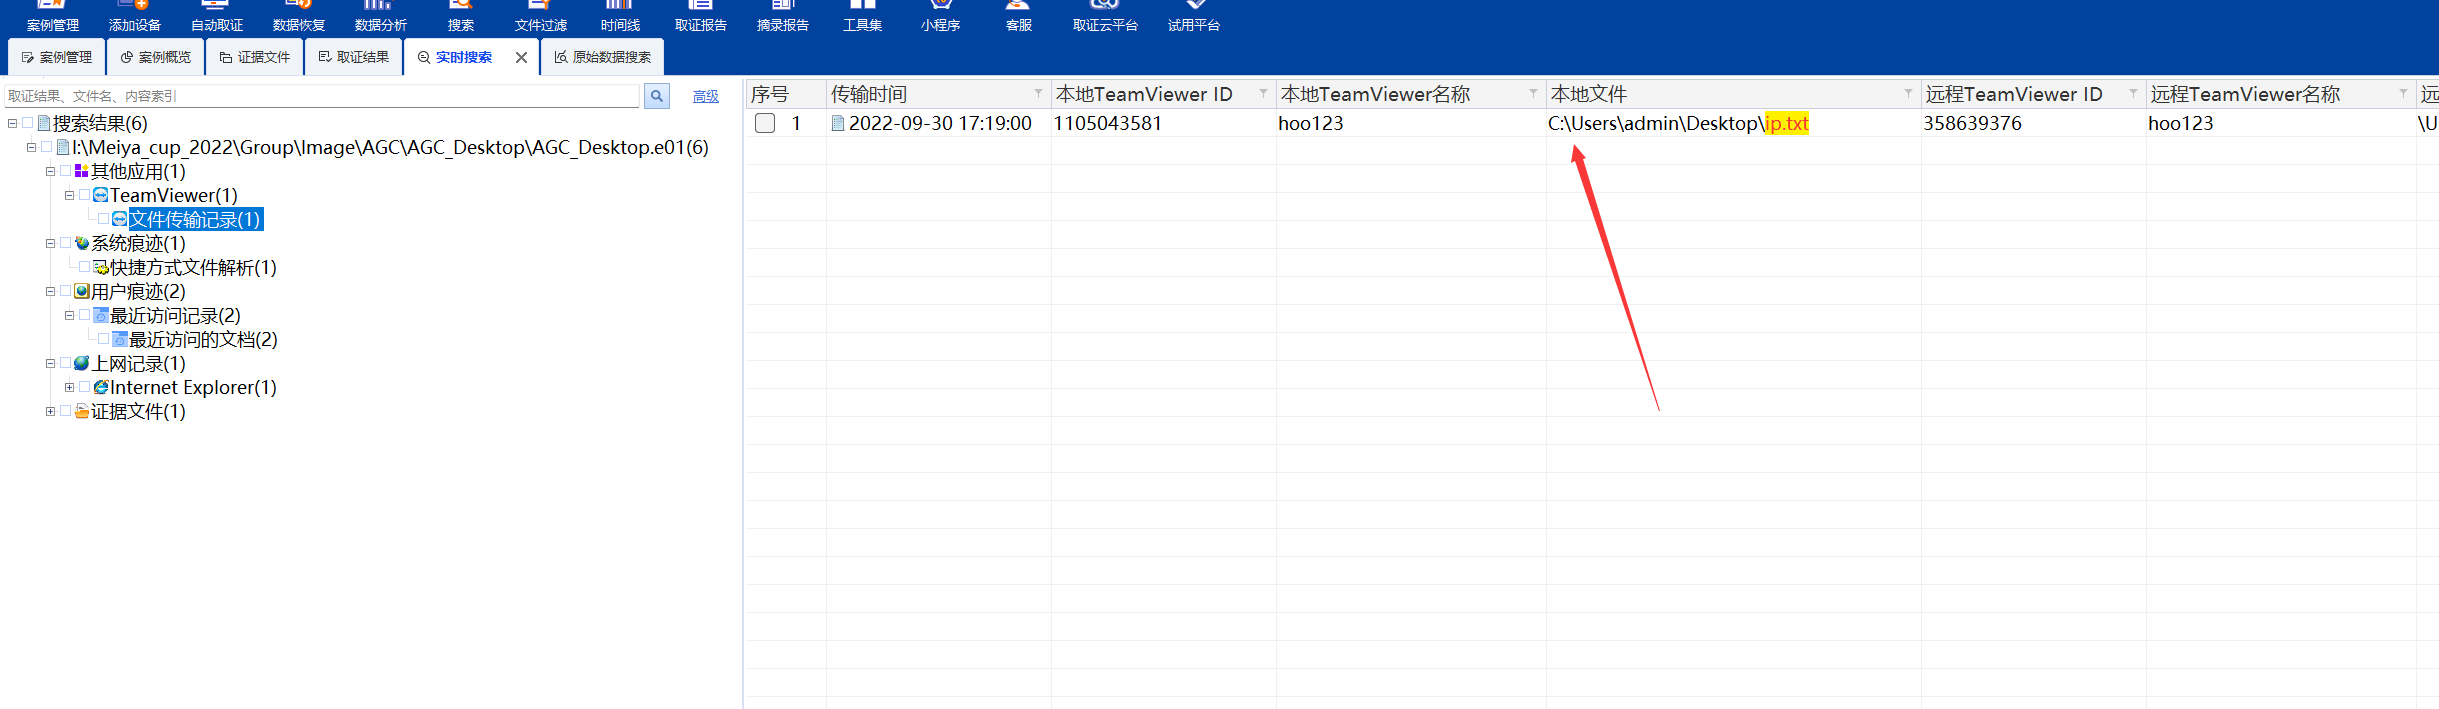 案例管理 添加设备 自动取证 数据恢复 数据分析 搜索 文件过滤 时间线 取证报告 摘录报告 工具集 小程序 客服 取证云平台 试用平台
案例管理 案例概览 证据文件 取证结果 实时搜索 原始数据搜索
取证结果、文件名、内容索引 高级
搜索结果(6)
I:\Meiya_cup_2022\Group\Image\AGC\AGC_Desktop\AGC_Desktop.e01(6)
其他应用(1)
TeamViewer(1)
文件传输记录(1)
系统痕迹(1)
快捷方式文件解析(1)
用户痕迹(2)
最近访问记录(2)
最近访问的文档(2)
上网记录(1)
Internet Explorer(1)
证据文件(1)
序号 传输时间 本地TeamViewer ID 本地TeamViewer名称 本地文件 远程TeamViewer ID 远程TeamViewer名称 远
1 2022-09-30 17:19:00 1105043581 hoo123 C:\Users\admin\Desktop\ip.txt 358639376 hoo123 \U